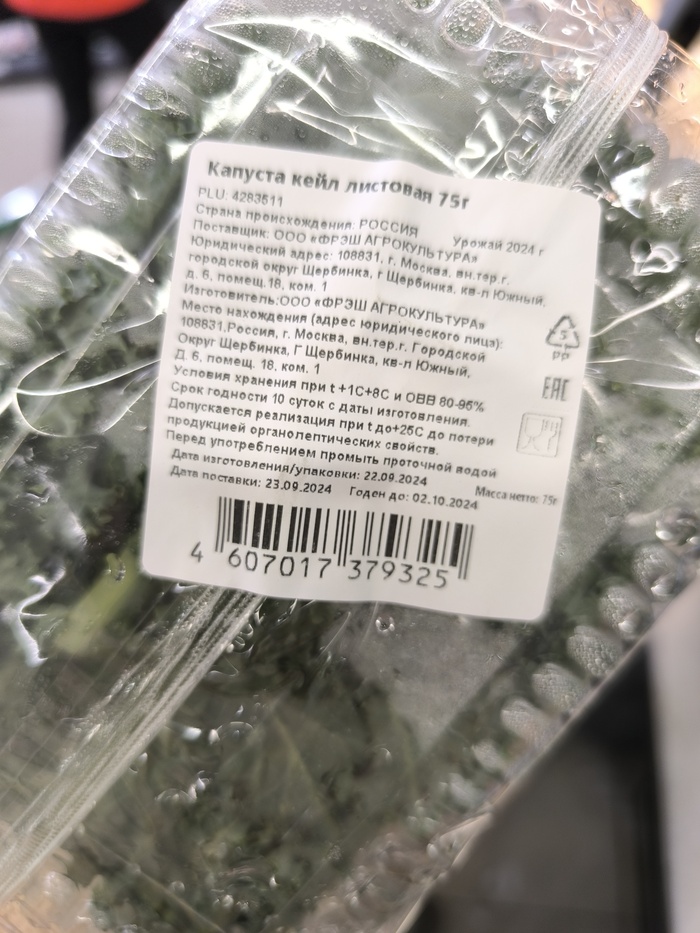 Капуста кейл листовая 75г
PLU: 4283511
Страна происхождения: РОССИЯ Урожай 2024 г
Поставщик: ООО «ФРЭШ АГРОКУЛЬТУРА»
Юридический адрес: 108831, г. Москва, вн.тер.г.
городской округ Щербинка, г Щербинка, кв-л Южный,
д. 6, помещ.18, ком. 1
Изготовитель:ООО «ФРЭШ АГРОКУЛЬТУРА»
Место нахождения (адрес юридического лица):
108831,Россия, г. Москва, вн.тер.г. Городской
Округ Щербинка, Г Щербинка, кв-л Южный,
Д. 6, помещ. 18, ком. 1
Условия хранения при t +1С+8С и ОВВ 80-95%
Срок годности 10 суток с даты изготовления.
Допускается реализация при t до+25С до потери
продукцией органолептических свойств.
Перед употреблением промыть проточной водой
Дата изготовления/упаковки: 22.09.2024
Масса нетто: 75г
Дата поставки: 23.09.2024 Годен до: 02.10.2024
4 607017 379325
5
PP
EAC